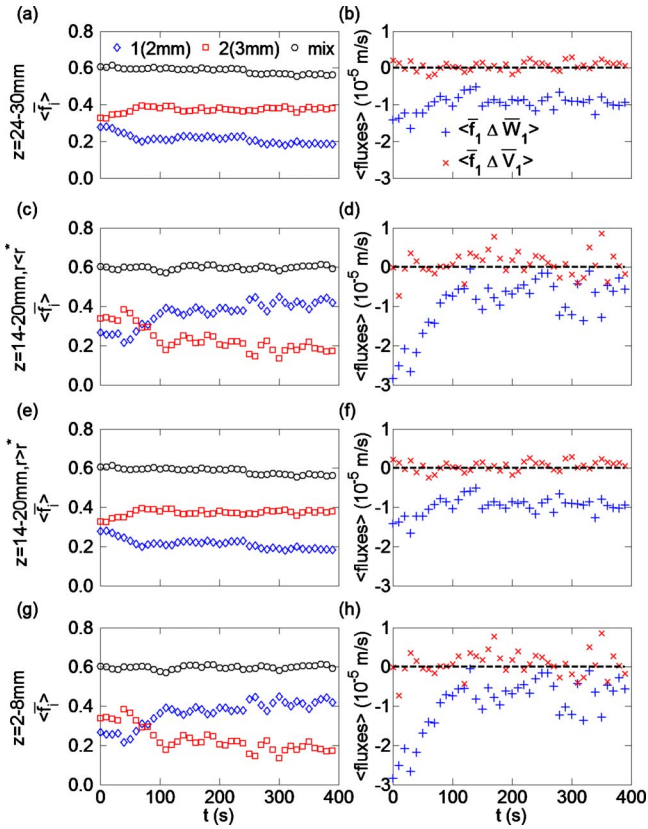 (a)
1(2mm) 2(3mm) mix
0.8
0.6
0.4
0.2
0.0
z=24-30mm
<f̅ᵢ>
(b)
1
0
-1
-2
-3
<fluxes> (10⁻⁵ m/s)
<f̅₁ Δ W̅₁>
<f̅₁ Δ V̅₁>
(c)
0.8
0.6
0.4
0.2
0.0
z=14-20mm,r<r*
<f̅ᵢ>
(d)
1
0
-1
-2
-3
<fluxes> (10⁻⁵ m/s)
(e)
0.8
0.6
0.4
0.2
0.0
z=14-20mm,r>r*
<f̅ᵢ>
(f)
1
0
-1
-2
-3
<fluxes> (10⁻⁵ m/s)
(g)
0.8
0.6
0.4
0.2
0.0
z=2-8mm
<f̅ᵢ>
0 100 200 300 400
t (s)
(h)
1
0
-1
-2
-3
<fluxes> (10⁻⁵ m/s)
0 100 200 300 400
t (s)